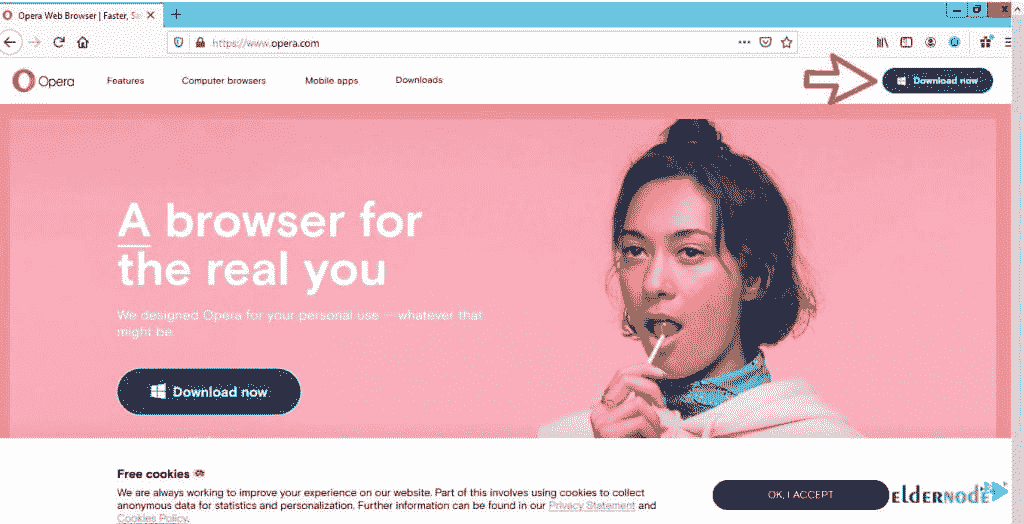 Opera Web Browser | Faster, Sa
https://www.opera.com
Opera
Features
Computer browsers
Mobile apps
Downloads
Download now
A browser for
the real you
We designed Opera for your personal use – whatever that
might be.
Download now
Free cookies
We are always working to improve your experience on our website. Part of this involves using cookies to collect
anonymous data for statistics and personalization. Further information can be found in our Privacy Statement and
Cookies Policy.
OK, I ACCEPT
eldernode